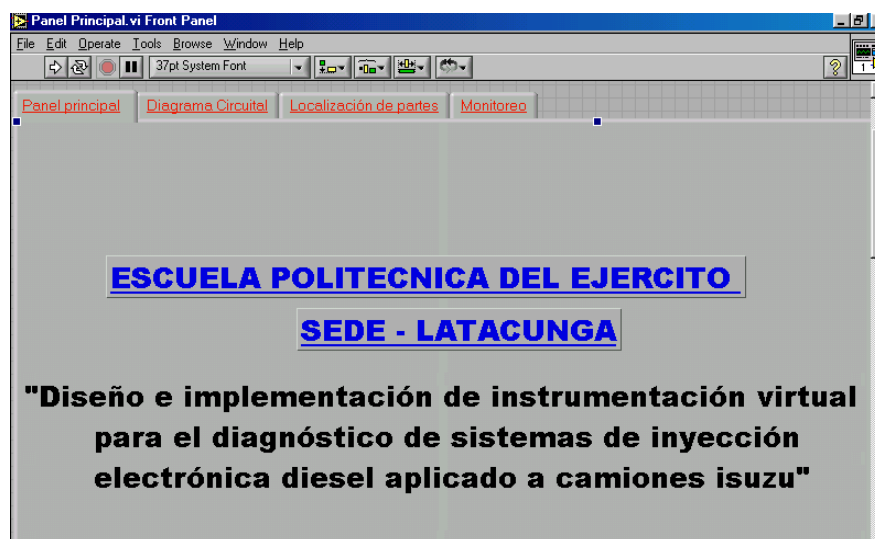 Panel Principal.vi Front Panel
File Edit Operate Tools Browse Window Help
37pt System Font
Panel principal Diagrama Circuital Localización de partes Monitoreo
ESCUELA POLITECNICA DEL EJERCITO
SEDE - LATACUNGA
"Diseño e implementación de instrumentación virtual
para el diagnóstico de sistemas de inyección
electrónica diesel aplicado a camiones isuzu"